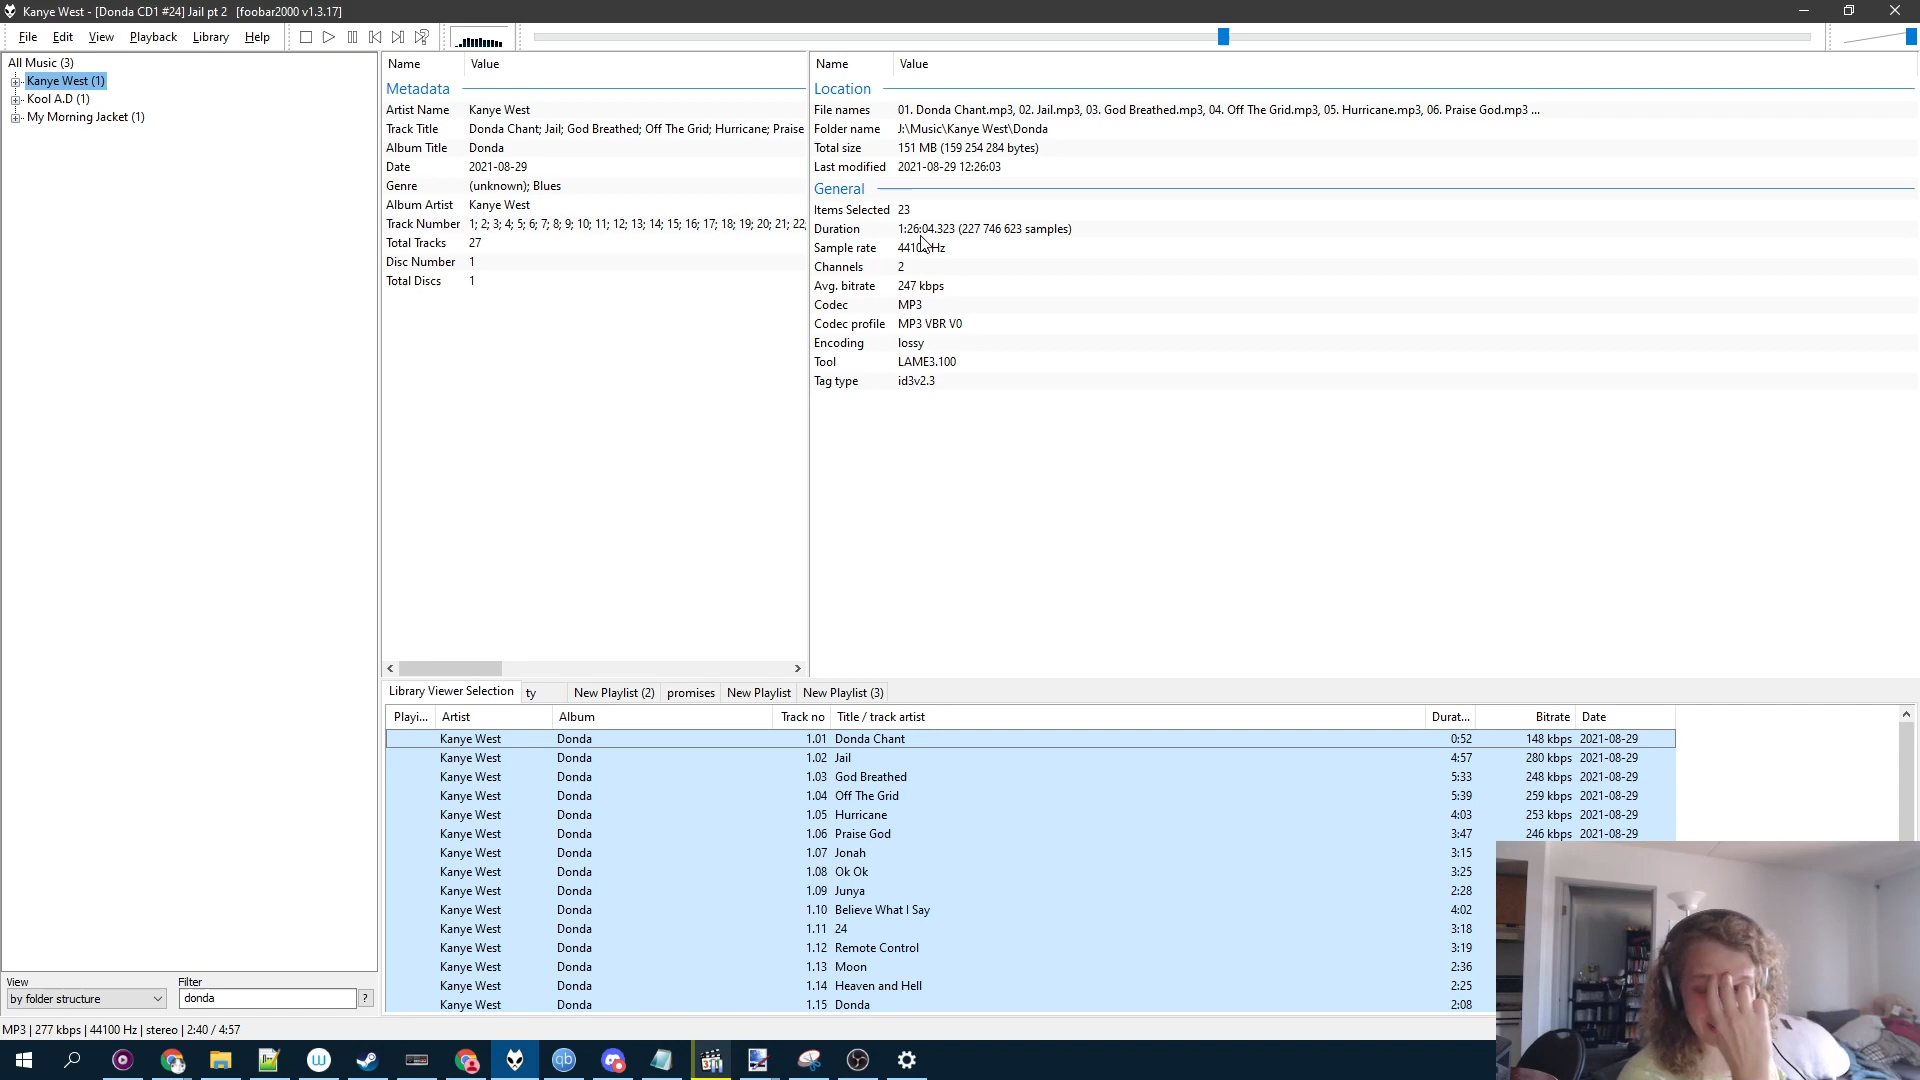 Kanye West - [Donda CD1 #24] Jail pt 2 [foobar2000 v1.3.17]
File Edit View Playback Library Help
All Music (3)
Kanye West (1)
Kool A.D (1)
My Morning Jacket (1)
Name Value
Metadata
Artist Name Kanye West
Track Title Donda Chant; Jail; God Breathed; Off The Grid; Hurricane; Praise
Album Title Donda
Date 2021-08-29
Genre (unknown); Blues
Album Artist Kanye West
Track Number 1; 2; 3; 4; 5; 6; 7; 8; 9; 10; 11; 12; 13; 14; 15; 16; 17; 18; 19; 20; 21; 22;
Total Tracks 27
Disc Number 1
Total Discs 1
Name Value
Location
File names 01. Donda Chant.mp3, 02. Jail.mp3, 03. God Breathed.mp3, 04. Off The Grid.mp3, 05. Hurricane.mp3, 06. Praise God.mp3 ...
Folder name J:\Music\Kanye West\Donda
Total size 151 MB (159 254 284 bytes)
Last modified 2021-08-29 12:26:03
General
Items Selected 23
Duration 1:26:04.323 (227 746 623 samples)
Sample rate
Channels 2
Avg. bitrate 247 kbps
Codec MP3
Codec profile MP3 VBR V0
Encoding lossy
Tool LAME3.100
Tag type id3v2.3
Library Viewer Selection ty New Playlist (2) promises New Playlist New Playlist (3)
Playi... Artist Album Track no Title / track artist Durat... Bitrate Date
Kanye West Donda 1.01 Donda Chant 0:52 148 kbps 2021-08-29
Kanye West Donda 1.02 Jail 4:57 280 kbps 2021-08-29
Kanye West Donda 1.03 God Breathed 5:33 248 kbps 2021-08-29
Kanye West Donda 1.04 Off The Grid 5:39 259 kbps 2021-08-29
Kanye West Donda 1.05 Hurricane 4:03 253 kbps 2021-08-29
Kanye West Donda 1.06 Praise God 3:47 246 kbps 2021-08-29
Kanye West Donda 1.07 Jonah 3:15
Kanye West Donda 1.08 Ok Ok 3:25
Kanye West Donda 1.09 Junya 2:28
Kanye West Donda 1.10 Believe What I Say 4:02
Kanye West Donda 1.11 24 3:18
Kanye West Donda 1.12 Remote Control 3:19
Kanye West Donda 1.13 Moon 2:36
Kanye West Donda 1.14 Heaven and Hell 2:25
Kanye West Donda 1.15 Donda 2:08
View Filter
by folder structure donda ?
MP3 | 277 kbps | 44100 Hz | stereo | 2:40 / 4:57